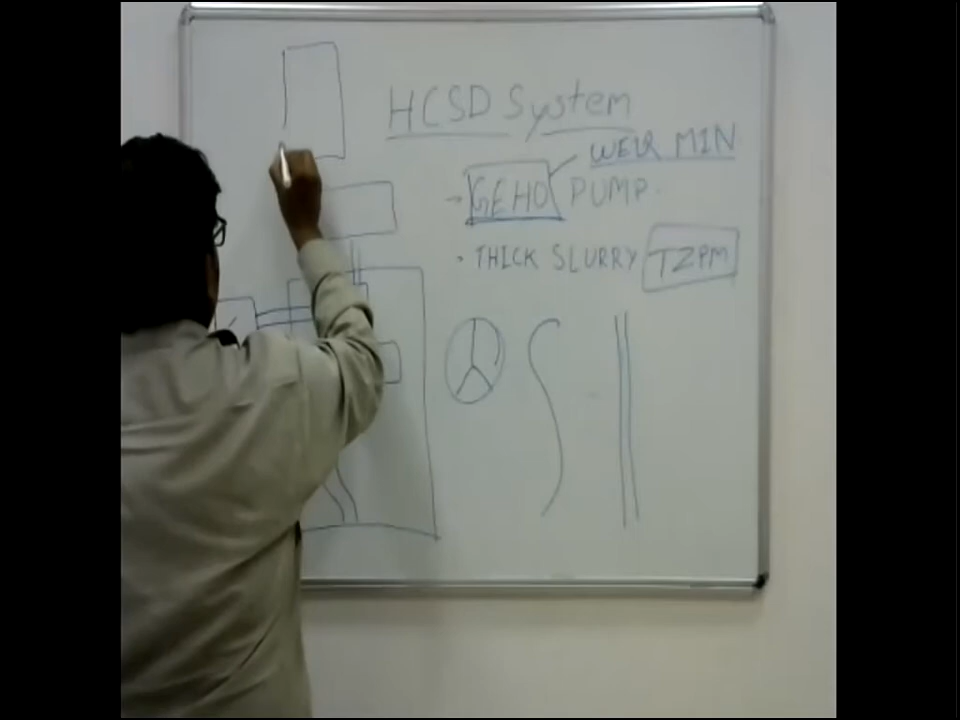 HCSD System
WEIR MIN
→ GEHO PUMP.
• THICK SLURRY TZPM